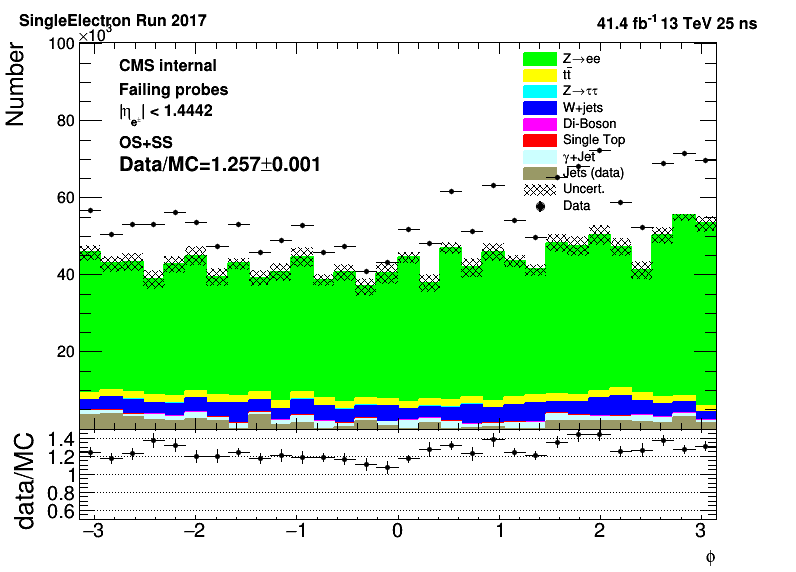 SingleElectron Run 2017
41.4 fb⁻¹ 13 TeV 25 ns
×10³
Number
100
80
60
40
20
CMS internal
Failing probes
|η_e±| < 1.4442
OS+SS
Data/MC=1.257±0.001
Z→ee
tt̄
Z→ττ
W+jets
Di-Boson
Single Top
γ+Jet
Jets (data)
Uncert.
Data
data/MC
1.4
1.2
1
0.8
0.6
−3 −2 −1 0 1 2 3
ϕ